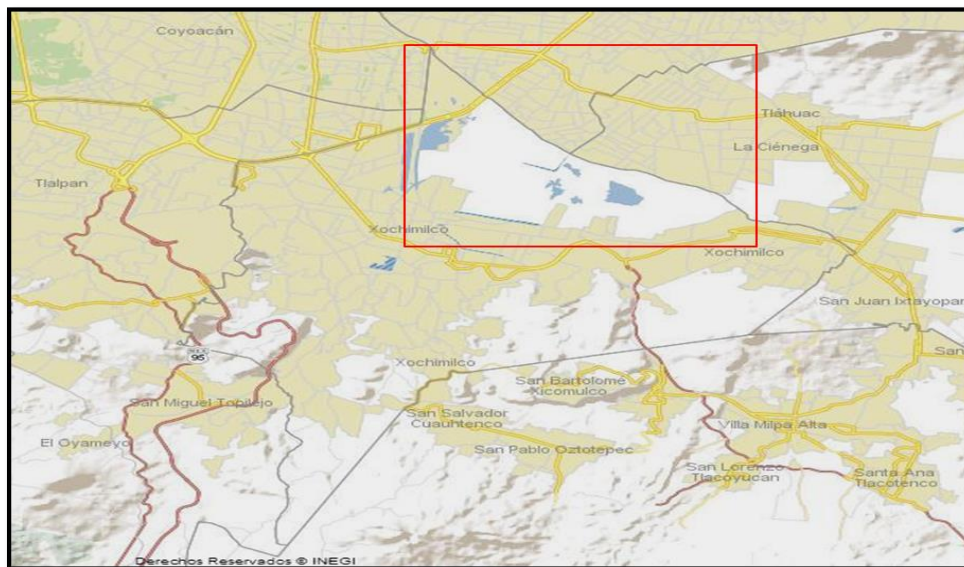 Coyoacán
Tláhuac
La Ciénega
Tlalpan
Xochimilco
Xochimilco
San Juan Ixtayopan
95
Xochimilco
San
San Bartolomé
Xicomulco
San Miguel Topilejo
San Salvador
Cuauhtenco
Villa Milpa Alta
El Oyameyo
San Pablo Oztotepec
San Lorenzo
Tlacoyucan
Santa Ana
Tlacotenco
Derechos Reservados © INEGI